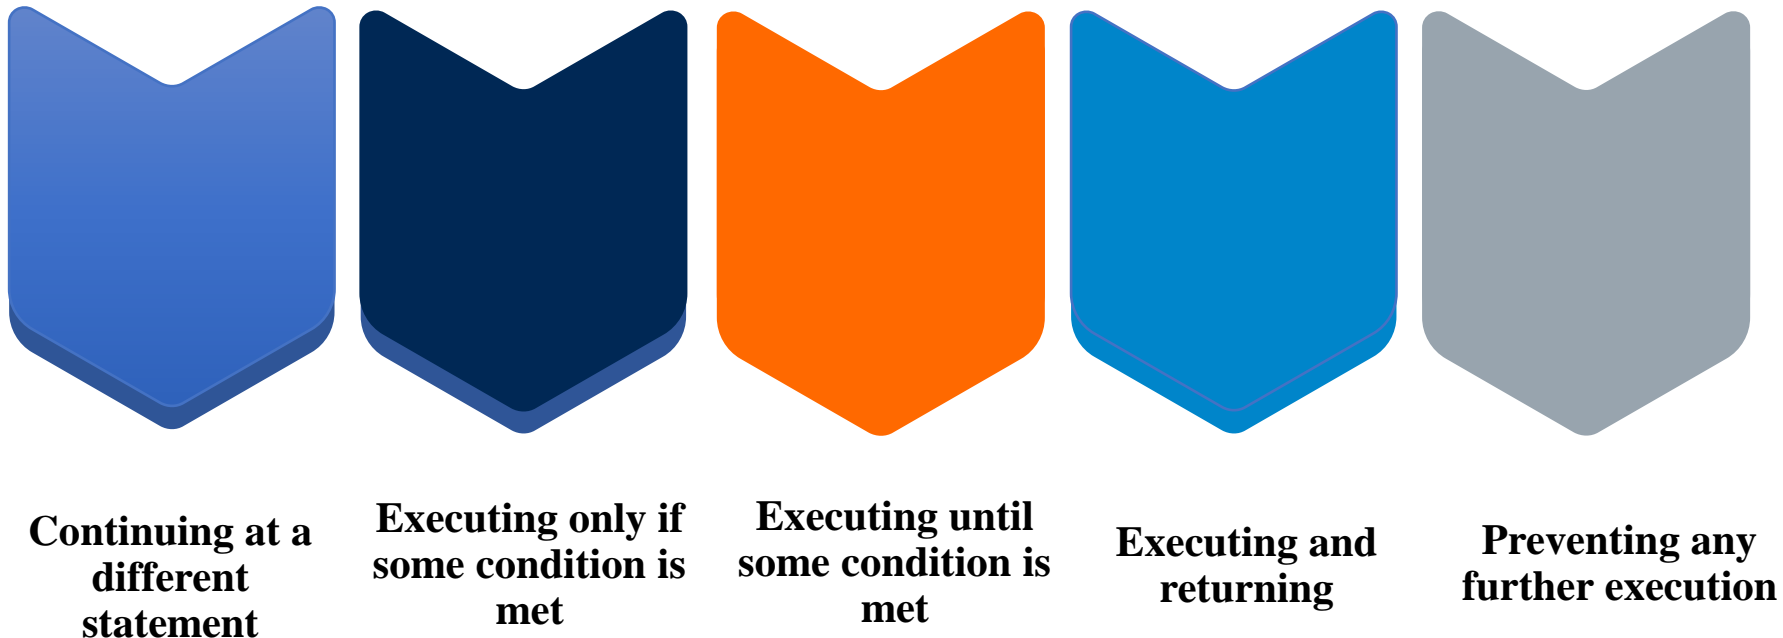 Continuing at a
different
statement
Executing only if
some condition is
met
Executing until
some condition is
met
Executing and
returning
Preventing any
further execution